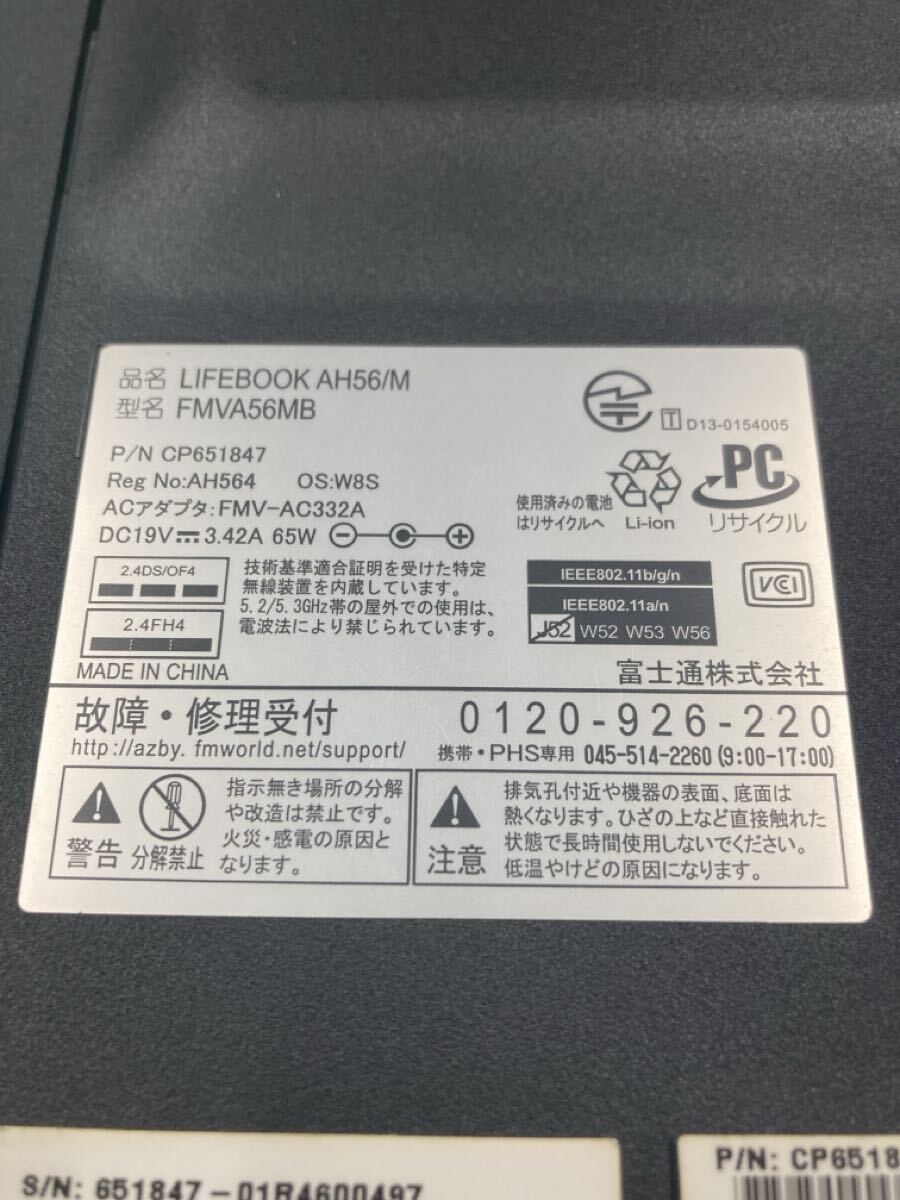 品名 LIFEBOOK AH56/M
型名 FMVA56MB
T D13-0154005
P/N CP651847
Reg No:AH564 OS:W8S
ACアダプタ:FMV-AC332A
DC19V 3.42A 65W
使用済みの電池
はリサイクルへ
Li-ion
PC
リサイクル
2.4DS/OF4
2.4FH4
技術基準適合証明を受けた特定
無線装置を内蔵しています。
5.2/5.3GHz帯の屋外での使用は、
電波法により禁じられています。
IEEE802.11b/g/n
IEEE802.11a/n
J52 W52 W53 W56
VCI
MADE IN CHINA
富士通株式会社
故障・修理受付 0120-926-220
http://azby.fmworld.net/support/ 携帯・PHS専用 045-514-2260 (9:00-17:00)
警告
分解禁止
指示無き場所の分解
や改造は禁止です。
火災・感電の原因と
なります。
注意
排気孔付近や機器の表面、底面は
熱くなります。ひざの上など直接触れた
状態で長時間使用しないでください。
低温やけどの原因になります。
S/N: 651847-01R4600497
P/N: CP6518